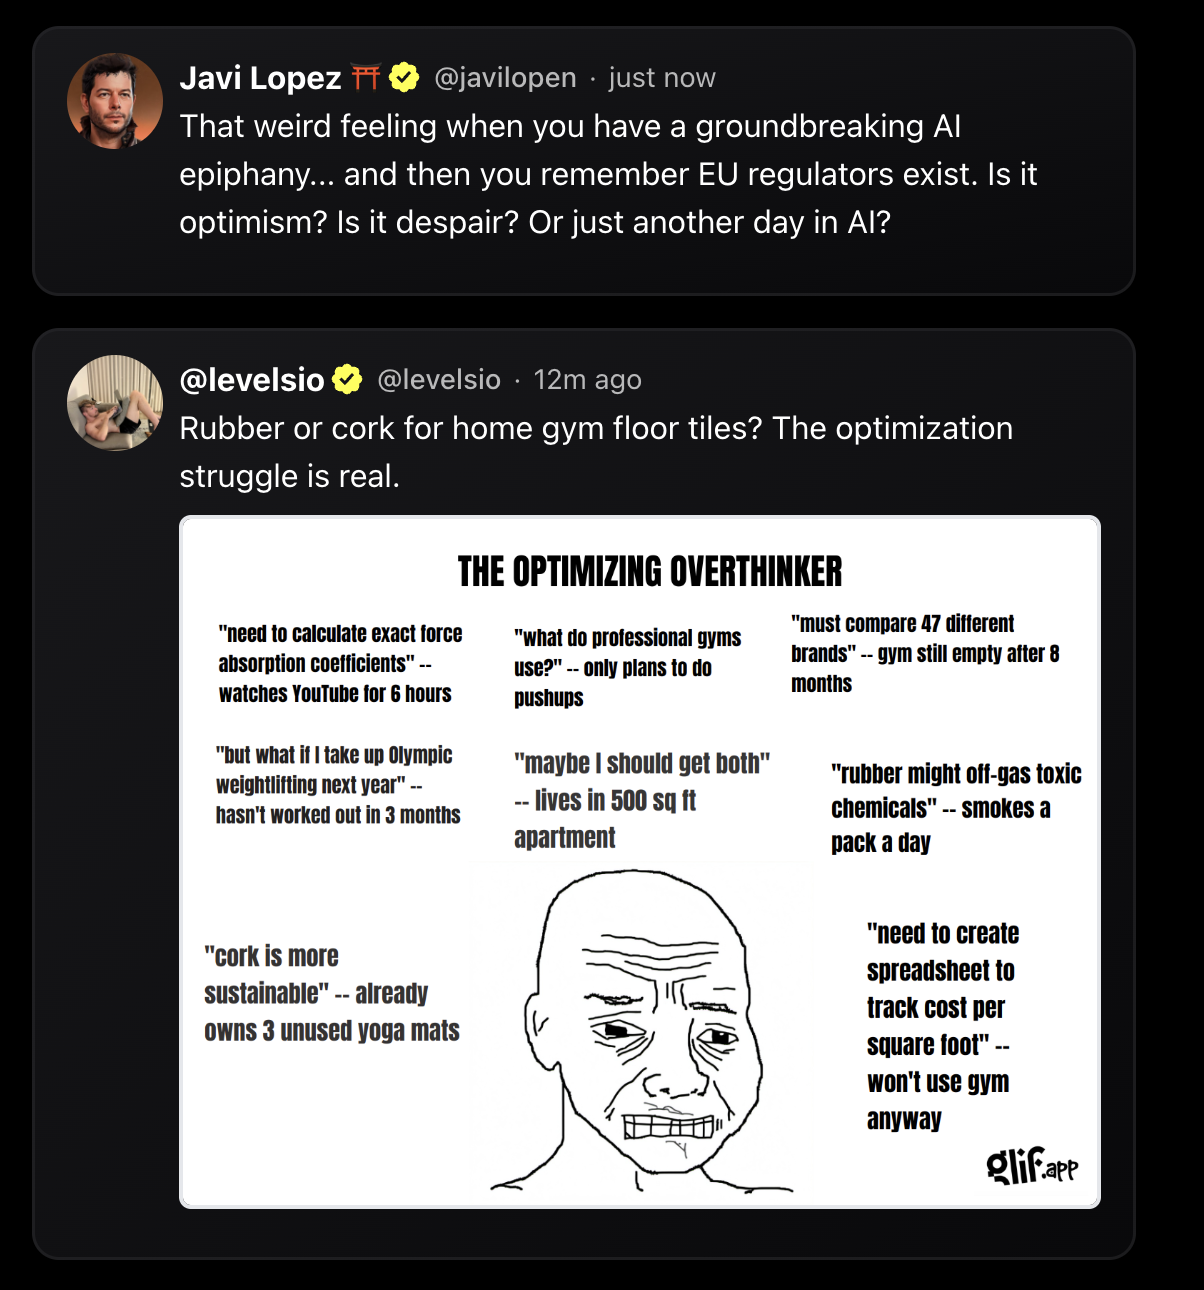 Javi Lopez ⛩️ @javilopen · just now
That weird feeling when you have a groundbreaking AI
epiphany... and then you remember EU regulators exist. Is it
optimism? Is it despair? Or just another day in AI?
@levelsio @levelsio · 12m ago
Rubber or cork for home gym floor tiles? The optimization
struggle is real.
THE OPTIMIZING OVERTHINKER
"need to calculate exact force
absorption coefficients" --
watches YouTube for 6 hours
"what do professional gyms
use?" -- only plans to do
pushups
"must compare 47 different
brands" -- gym still empty after 8
months
"but what if I take up Olympic
weightlifting next year" --
hasn't worked out in 3 months
"maybe I should get both"
-- lives in 500 sq ft
apartment
"rubber might off-gas toxic
chemicals" -- smokes a
pack a day
"cork is more
sustainable" -- already
owns 3 unused yoga mats
"need to create
spreadsheet to
track cost per
square foot" --
won't use gym
anyway
glif.app